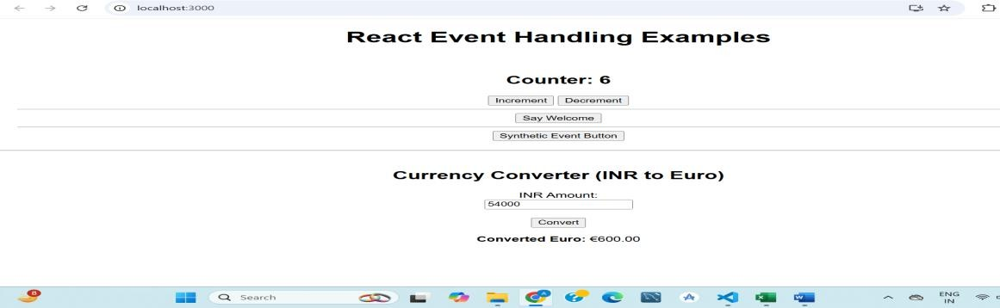 localhost:3000
React Event Handling Examples
Counter: 6
Increment Decrement
Say Welcome
Synthetic Event Button
Currency Converter (INR to Euro)
INR Amount:
54000
Convert
Converted Euro: €600.00
8
Search
ENG
IN